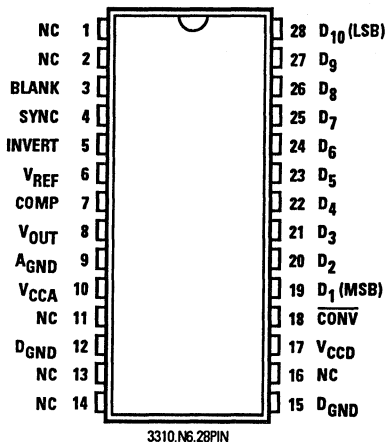 NC 1 28 D10 (LSB)
NC 2 27 D9
BLANK 3 26 D8
SYNC 4 25 D7
INVERT 5 24 D6
VREF 6 23 D5
COMP 7 22 D4
VOUT 8 21 D3
AGND 9 20 D2
VCCA 10 19 D1 (MSB)
NC 11 18 CONV
DGND 12 17 VCCD
NC 13 16 NC
NC 14 15 DGND
3310.N6.28PIN